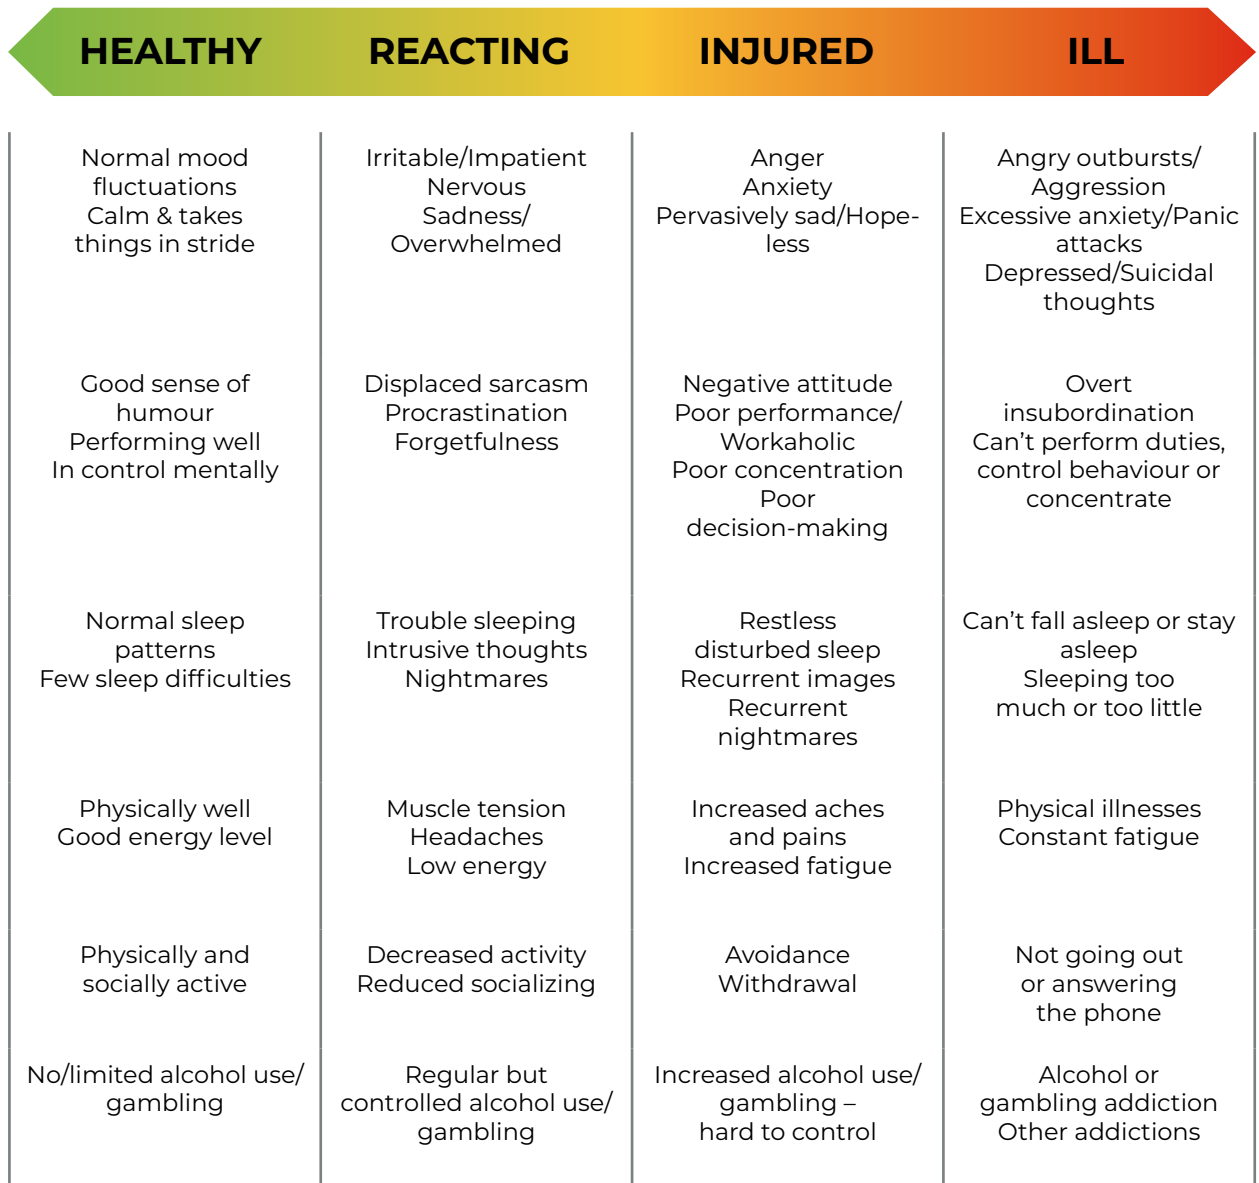 HEALTHY
REACTING
INJURED
ILL
Normal mood
fluctuations
Calm & takes
things in stride
Irritable/Impatient
Nervous
Sadness/
Overwhelmed
Anger
Anxiety
Pervasively sad/Hope-
less
Angry outbursts/
Aggression
Excessive anxiety/Panic
attacks
Depressed/Suicidal
thoughts
Good sense of
humour
Performing well
In control mentally
Displaced sarcasm
Procrastination
Forgetfulness
Negative attitude
Poor performance/
Workaholic
Poor concentration
Poor
decision-making
Overt
insubordination
Can't perform duties,
control behaviour or
concentrate
Normal sleep
patterns
Few sleep difficulties
Trouble sleeping
Intrusive thoughts
Nightmares
Restless
disturbed sleep
Recurrent images
Recurrent
nightmares
Can't fall asleep or stay
asleep
Sleeping too
much or too little
Physically well
Good energy level
Muscle tension
Headaches
Low energy
Increased aches
and pains
Increased fatigue
Physical illnesses
Constant fatigue
Physically and
socially active
Decreased activity
Reduced socializing
Avoidance
Withdrawal
Not going out
or answering
the phone
No/limited alcohol use/
gambling
Regular but
controlled alcohol use/
gambling
Increased alcohol use/
gambling –
hard to control
Alcohol or
gambling addiction
Other addictions